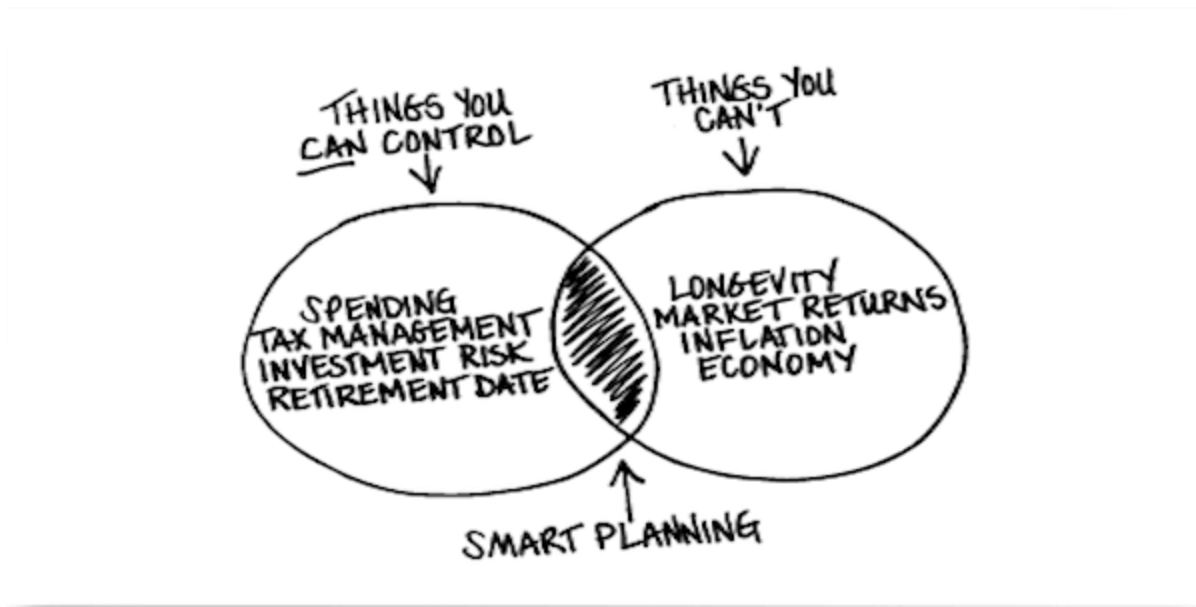 THINGS YOU
CAN CONTROL
THINGS YOU
CAN'T
SPENDING
TAX MANAGEMENT
INVESTMENT RISK
RETIREMENT DATE
LONGEVITY
MARKET RETURNS
INFLATION
ECONOMY
SMART PLANNING